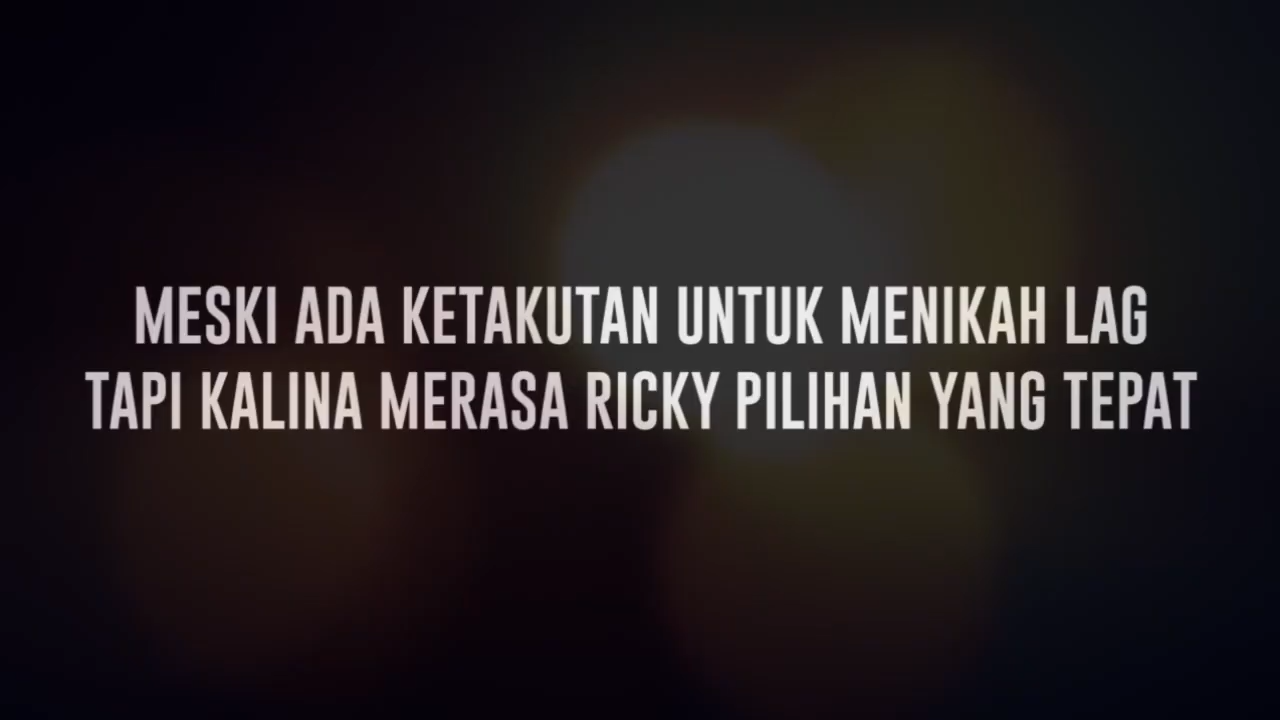 MESKI ADA KETAKUTAN UNTUK MENIKAH LAG
TAPI KALINA MERASA RICKY PILIHAN YANG TEPAT